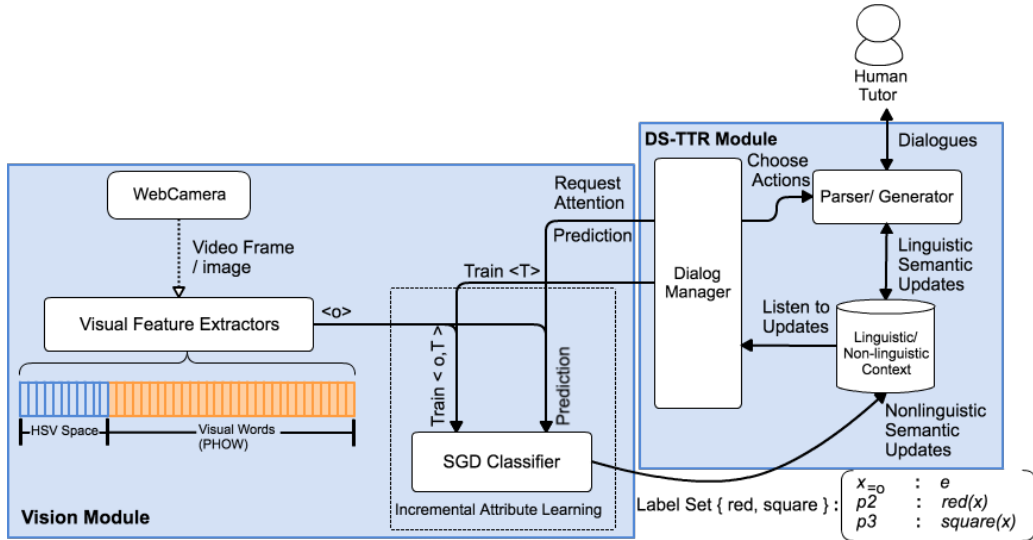 Human
Tutor
DS-TTR Module
Dialogues
Choose
Actions
Parser/ Generator
WebCamera
Request
Attention
Prediction
Video Frame
/ image
Train <T>
Dialog
Manager
Linguistic
Semantic
Updates
Listen to
Updates
<o>
Visual Feature Extractors
Linguistic/
Non-linguistic
Context
Train < o,T >
Prediction
HSV Space
Visual Words
(PHOW)
Nonlinguistic
Semantic
Updates
SGD Classifier
Incremental Attribute Learning
Vision Module
Label Set { red, square } :
x=o : e
p2 : red(x)
p3 : square(x)